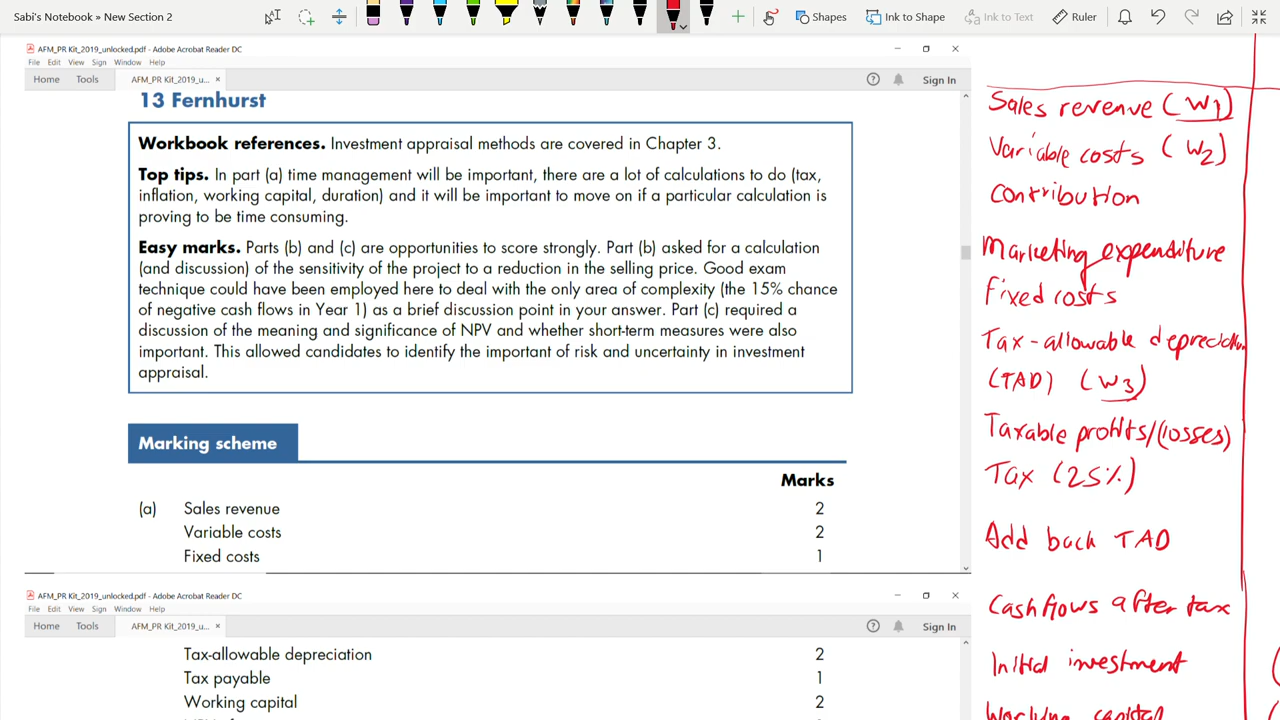 Sabi's Notebook » New Section 2
Shapes
Ink to Shape
Ink to Text
Ruler
AFM_PR Kit_2019_unlocked.pdf - Adobe Acrobat Reader DC
File Edit View Sign Window Help
Home Tools AFM_PR Kit_2019_u... × Sign In
13 Fernhurst
Workbook references. Investment appraisal methods are covered in Chapter 3.
Top tips. In part (a) time management will be important, there are a lot of calculations to do (tax,
inflation, working capital, duration) and it will be important to move on if a particular calculation is
proving to be time consuming.
Easy marks. Parts (b) and (c) are opportunities to score strongly. Part (b) asked for a calculation
(and discussion) of the sensitivity of the project to a reduction in the selling price. Good exam
technique could have been employed here to deal with the only area of complexity (the 15% chance
of negative cash flows in Year 1) as a brief discussion point in your answer. Part (c) required a
discussion of the meaning and significance of NPV and whether short-term measures were also
important. This allowed candidates to identify the important of risk and uncertainty in investment
appraisal.
Marking scheme
Marks
(a) Sales revenue 2
Variable costs 2
Fixed costs 1
AFM_PR Kit_2019_unlocked.pdf - Adobe Acrobat Reader DC
File Edit View Sign Window Help
Home Tools AFM_PR Kit_2019_u... × Sign In
Tax-allowable depreciation 2
Tax payable 1
Working capital 2
Sales revenue (W1)
Variable costs (W2)
Contribution
Marketing expenditure
Fixed costs
Tax-allowable
(TAD) (W3)
Taxable profits/(losses)
Tax (25%)
Add back TAD
Cash flows after tax
Initial investment
Working capital